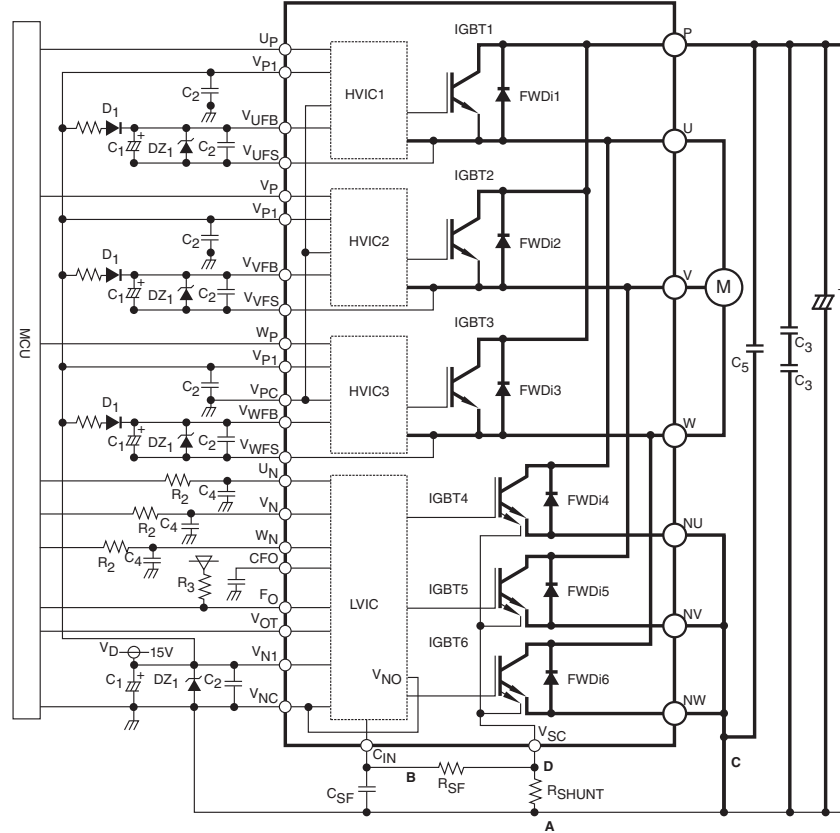 IGBT1
UP
P
VP1
C2
HVIC1
FWDi1
D1
VUFB
U
C1
+
DZ1
C2
VUFS
IGBT2
VP
VP1
C2
HVIC2
FWDi2
D1
VVFB
V
M
C1
+
DZ1
C2
VVFS
MCU
WP
IGBT3
VP1
C5
C3
C2
VPC
HVIC3
FWDi3
C3
D1
VWFB
W
C1
+
DZ1
C2
VWFS
UN
R2
C4
IGBT4
FWDi4
VN
R2
C4
NU
WN
R2
C4
CFO
R3
IGBT5
FWDi5
FO
LVIC
NV
VOT
IGBT6
VD
15V
VN1
C1
+
DZ1
C2
VNO
FWDi6
VNC
NW
VSC
CIN
B
D
C
RSF
CSF
RSHUNT
A